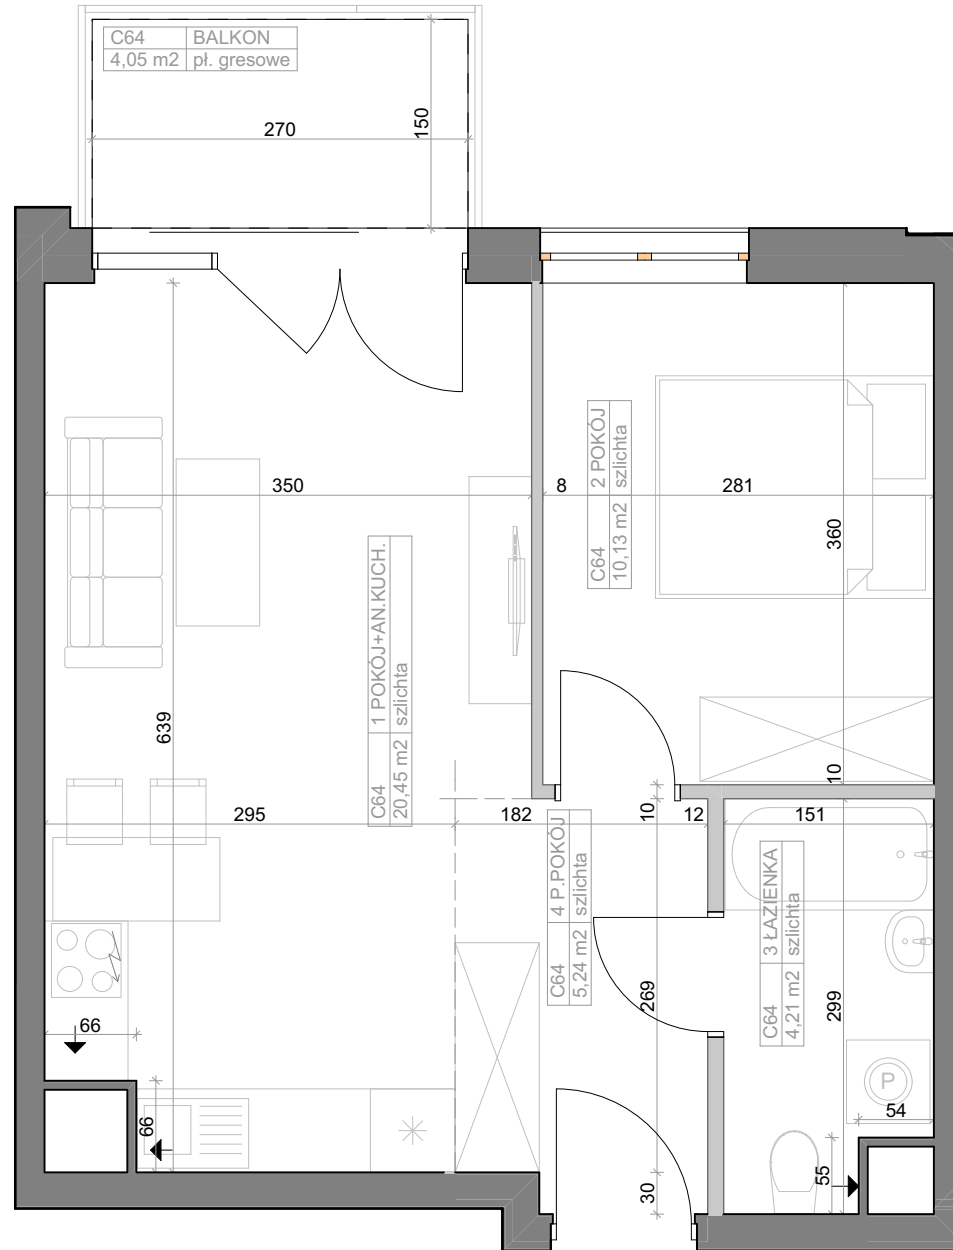 C64 BALKON
4,05 m2 pł. gresowe
270
150
350
8
281
C64 2 POKÓJ
10,13 m2 szlichta
360
C64 1 POKÓJ+AN.KUCH.
20,45 m2 szlichta
639
10
295
182
10
12
151
C64 4 P.POKÓJ
5,24 m2 szlichta
C64 3 ŁAZIENKA
4,21 m2 szlichta
269
299
66
P
54
66
55
30